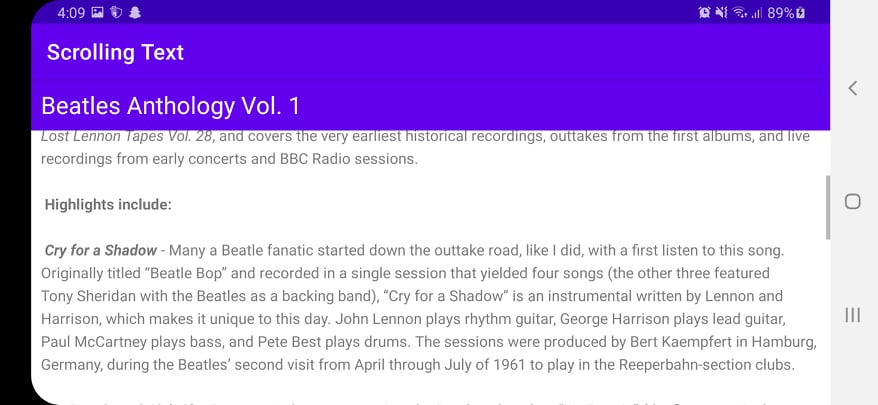 4:09
89%
Scrolling Text
Beatles Anthology Vol. 1
Lost Lennon Tapes Vol. 28, and covers the very earliest historical recordings, outtakes from the first albums, and live
recordings from early concerts and BBC Radio sessions.
Highlights include:
Cry for a Shadow - Many a Beatle fanatic started down the outtake road, like I did, with a first listen to this song.
Originally titled “Beatle Bop” and recorded in a single session that yielded four songs (the other three featured
Tony Sheridan with the Beatles as a backing band), “Cry for a Shadow” is an instrumental written by Lennon and
Harrison, which makes it unique to this day. John Lennon plays rhythm guitar, George Harrison plays lead guitar,
Paul McCartney plays bass, and Pete Best plays drums. The sessions were produced by Bert Kaempfert in Hamburg,
Germany, during the Beatles’ second visit from April through July of 1961 to play in the Reeperbahn-section clubs.